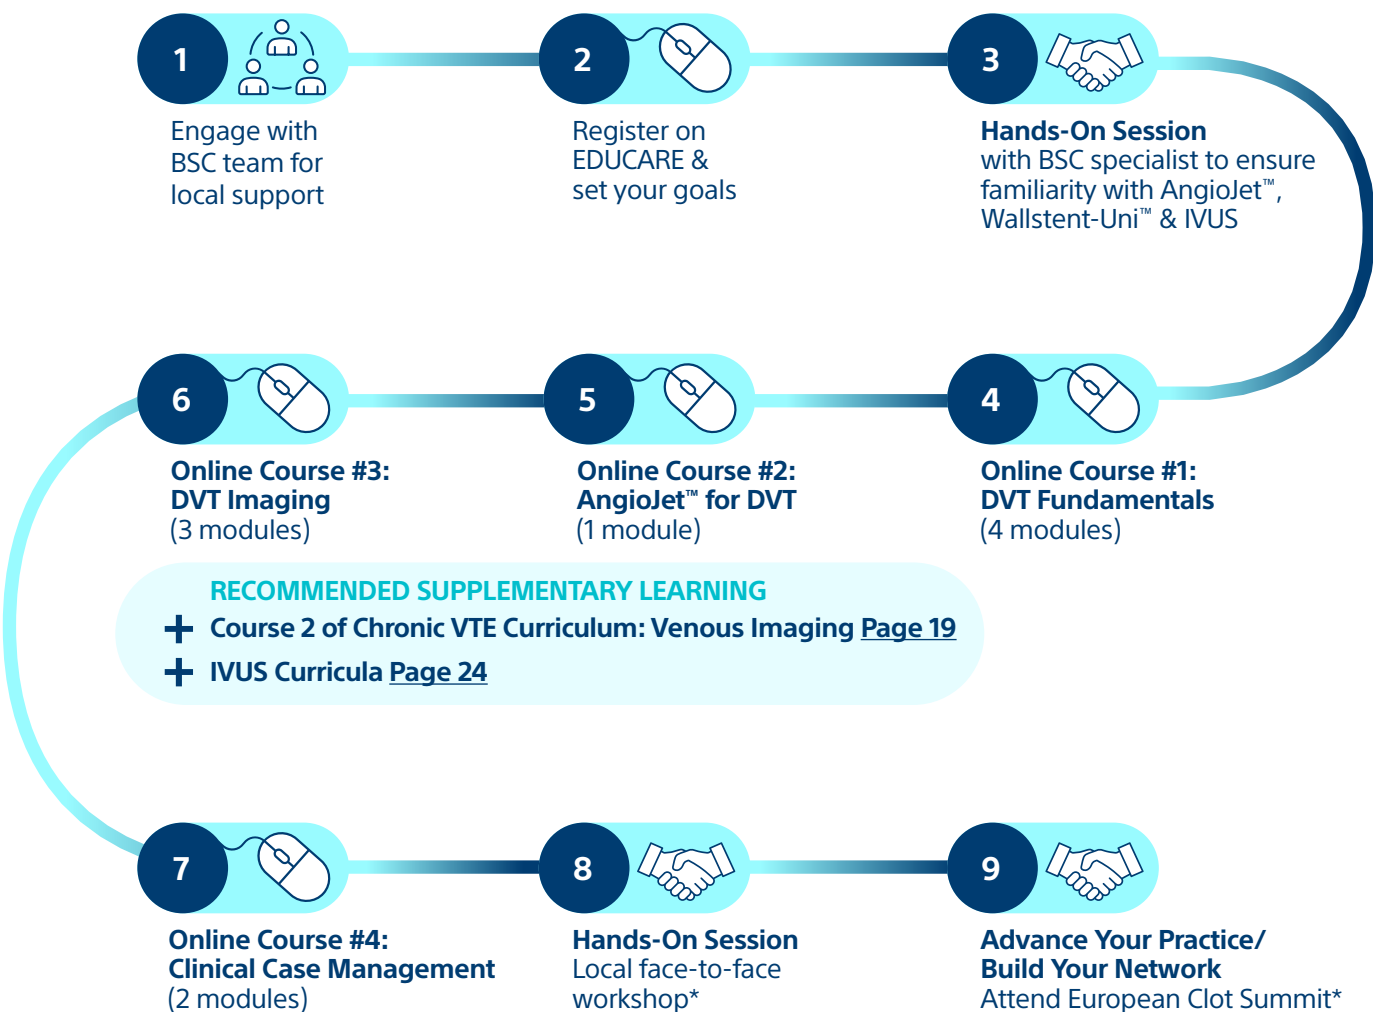 1
Engage with
BSC team for
local support
2
Register on
EDUCARE &
set your goals
3
Hands-On Session
with BSC specialist to ensure
familiarity with AngioJet™,
Wallstent-Uni™ & IVUS
4
Online Course #1:
DVT Fundamentals
(4 modules)
5
Online Course #2:
AngioJet™ for DVT
(1 module)
6
Online Course #3:
DVT Imaging
(3 modules)
RECOMMENDED SUPPLEMENTARY LEARNING
+ Course 2 of Chronic VTE Curriculum: Venous Imaging Page 19
+ IVUS Curricula Page 24
7
Online Course #4:
Clinical Case Management
(2 modules)
8
Hands-On Session
Local face-to-face
workshop*
9
Advance Your Practice/
Build Your Network
Attend European Clot Summit*